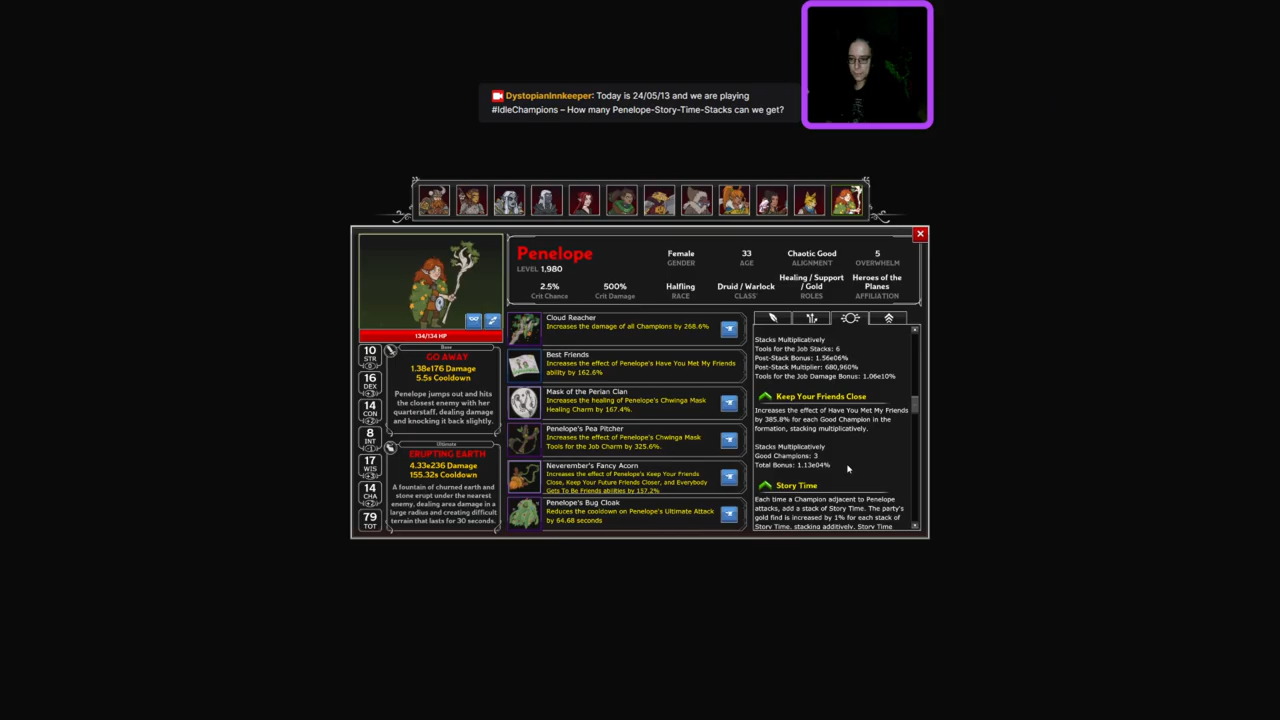 DystopianInnkeeper: Today is 24/05/13 and we are playing
#IdleChampions – How many Penelope-Story-Time-Stacks can we get?
Penelope
LEVEL 1,980
Female
GENDER
33
AGE
Chaotic Good
ALIGNMENT
5
OVERWHELM
2.5%
Crit Chance
500%
Crit Damage
Halfling
RACE
Druid / Warlock
CLASS
Healing / Support
/ Gold
ROLES
Heroes of the
Planes
AFFILIATION
134/134 HP
10
STR
16
DEX
14
CON
8
INT
17
WIS
14
CHA
79
TOT
Base
GO AWAY
1.38e176 Damage
5.5s Cooldown
Penelope jumps out and hits
the closest enemy with her
quarterstaff, dealing damage
and knocking it back slightly.
Ultimate
ERUPTING EARTH
4.33e236 Damage
155.32s Cooldown
A fountain of churned earth and
stone erupt under the nearest
enemy, dealing area damage in a
large radius and creating difficult
terrain that lasts for 30 seconds.
Cloud Reacher
Increases the damage of all Champions by 268.6%
Best Friends
Increases the effect of Penelope's Have You Met My Friends
ability by 162.6%
Mask of the Perian Clan
Increases the healing of Penelope's Chwinga Mask
Healing Charm by 167.4%.
Penelope's Pea Pitcher
Increases the effect of Penelope's Chwinga Mask
Tools for the Job Charm by 325.6%.
Neverember's Fancy Acorn
Increases the effect of Penelope's Keep Your Friends
Close, Keep Your Future Friends Closer, and Everybody
Gets To Be Friends abilities by 157.2%
Penelope's Bug Cloak
Reduces the cooldown on Penelope's Ultimate Attack
by 64.68 seconds
Stacks Multiplicatively
Tools for the Job Stacks: 6
Post-Stack Bonus: 1.56e06%
Post-Stack Multiplier: 680,960%
Tools for the Job Damage Bonus: 1.06e10%
Keep Your Friends Close
Increases the effect of Have You Met My Friends
by 385.8% for each Good Champion in the
formation, stacking multiplicatively.
Stacks Multiplicatively
Good Champions: 3
Total Bonus: 1.13e04%
Story Time
Each time a Champion adjacent to Penelope
attacks, add a stack of Story Time. The party's
gold find is increased by 1% for each stack of
Story Time, stacking additively. Story Time